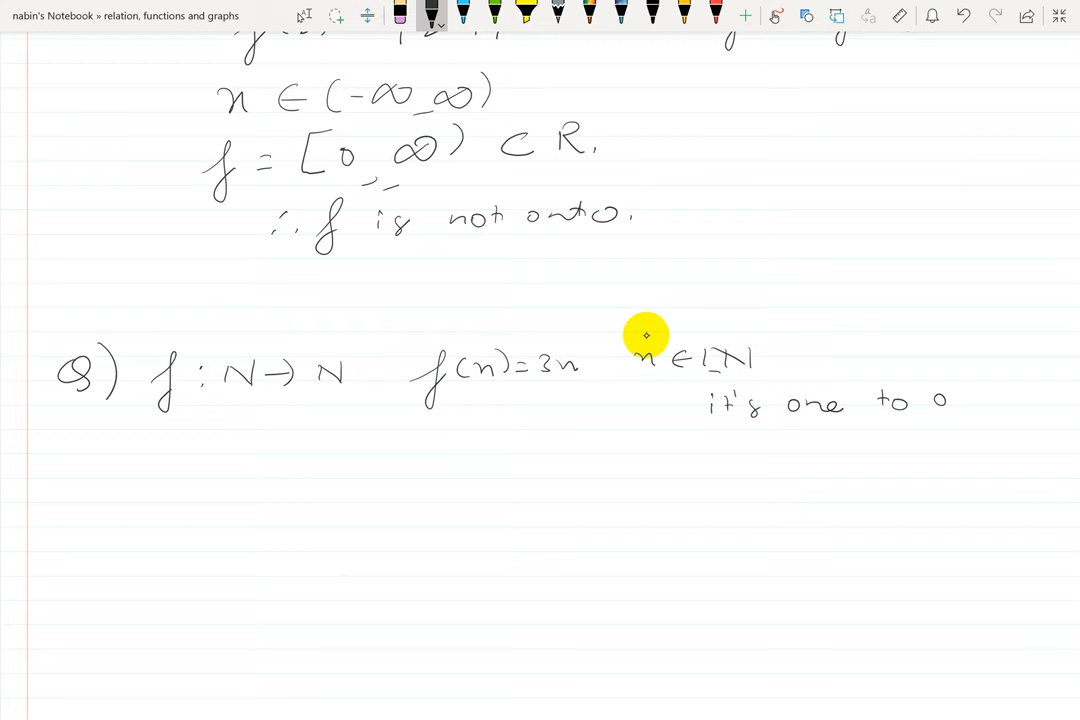 nabin's Notebook » relation, functions and graphs
x ∈ (-∞, ∞)
f = [0, ∞) ⊂ R.
∴ f is not onto.
Q) f : N → N f(x) = 3x x ∈ N
it's one to o